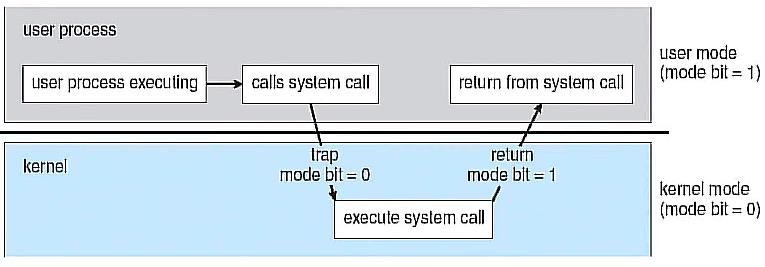 user process
user process executing
calls system call
return from system call
user mode
(mode bit = 1)
trap
mode bit = 0
return
mode bit = 1
kernel
execute system call
kernel mode
(mode bit = 0)